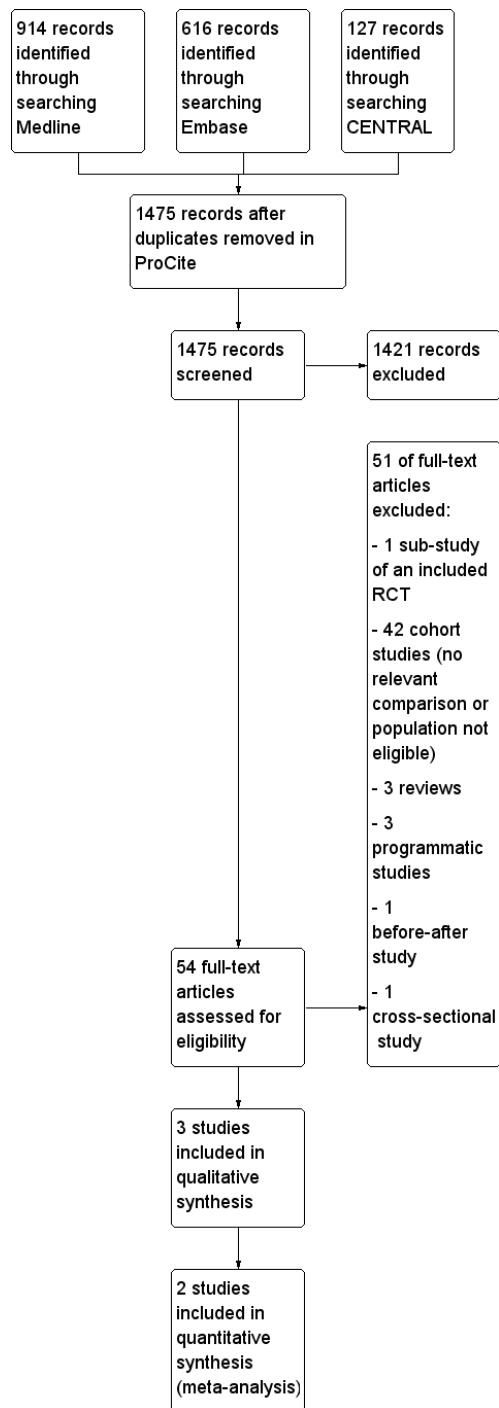 914 records
identified
through
searching
Medline
616 records
identified
through
searching
Embase
127 records
identified
through
searching
CENTRAL
1475 records after
duplicates removed in
ProCite
1475 records
screened
1421 records
excluded
51 of full-text
articles
excluded:
- 1 sub-study
of an included
RCT
- 42 cohort
studies (no
relevant
comparison or
population not
eligible)
- 3 reviews
- 3
programmatic
studies
- 1
before-after
study
- 1
cross-sectional
study
54 full-text
articles
assessed for
eligibility
3 studies
included in
qualitative
synthesis
2 studies
included in
quantitative
synthesis
(meta-analysis)